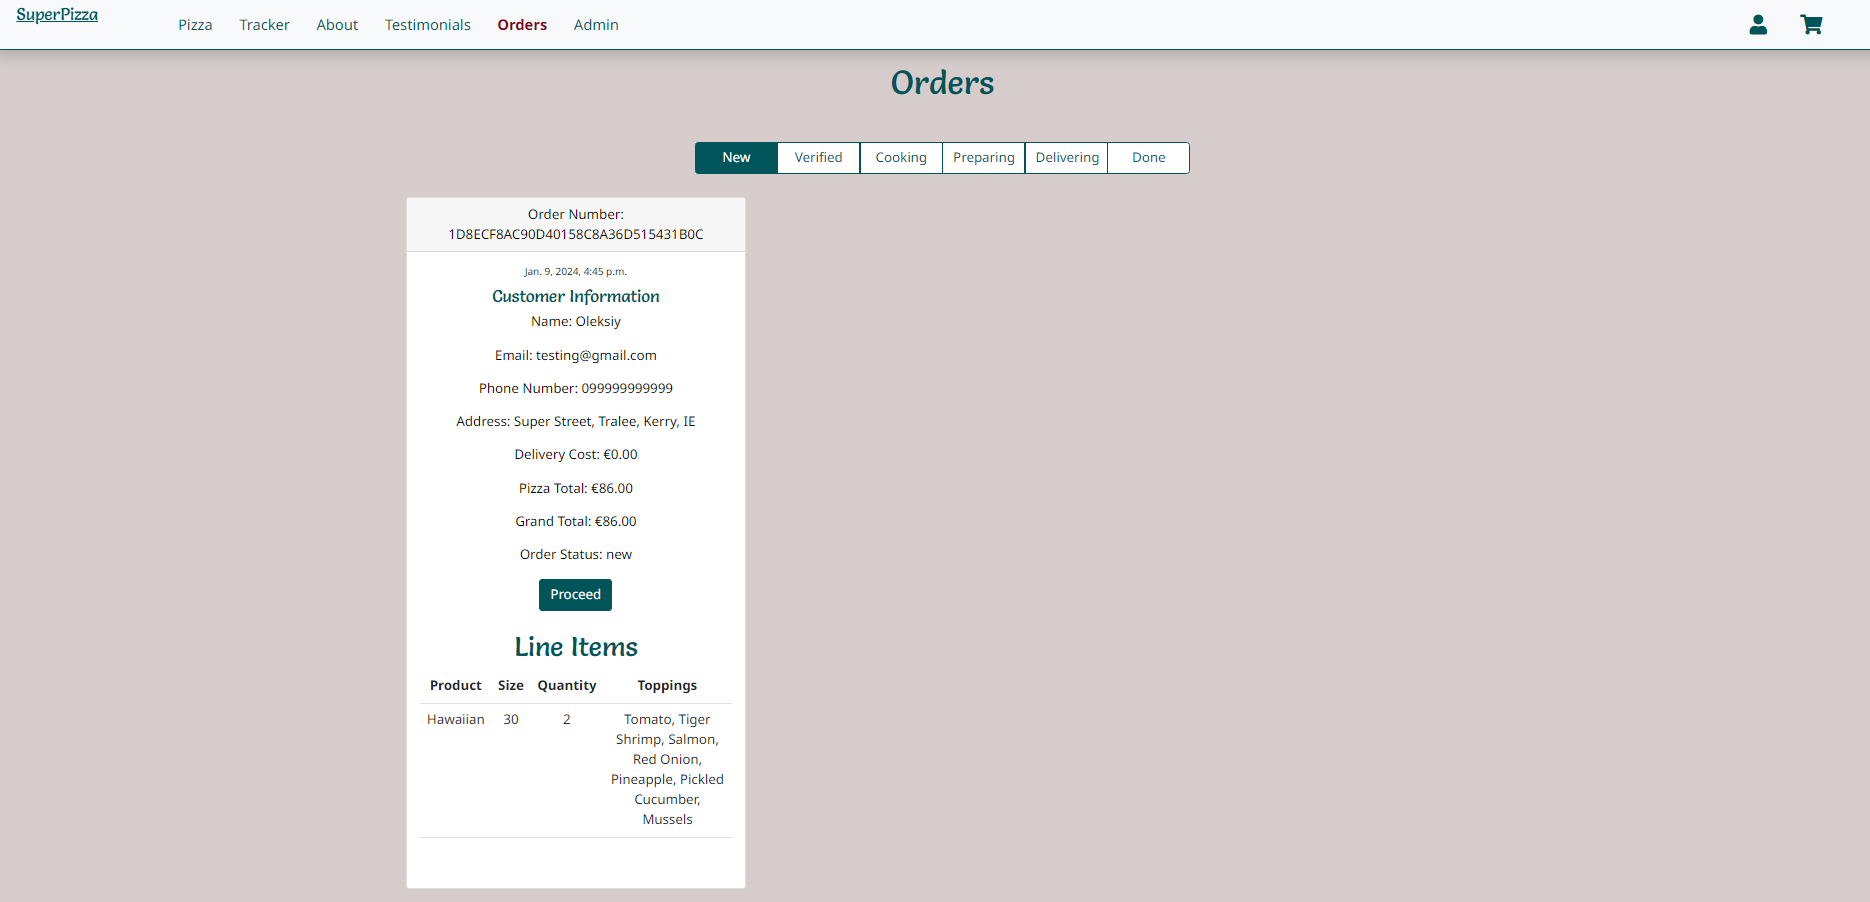 SuperPizza
Pizza Tracker About Testimonials Orders Admin
Orders
New Verified Cooking Preparing Delivering Done
Order Number:
1D8ECF8AC90D40158C8A36D515431B0C
Jan. 9, 2024, 4:45 p.m.
Customer Information
Name: Oleksiy
Email: testing@gmail.com
Phone Number: 099999999999
Address: Super Street, Tralee, Kerry, IE
Delivery Cost: €0.00
Pizza Total: €86.00
Grand Total: €86.00
Order Status: new
Proceed
Line Items
Product Size Quantity Toppings
Hawaiian 30 2 Tomato, Tiger
Shrimp, Salmon,
Red Onion,
Pineapple, Pickled
Cucumber,
Mussels